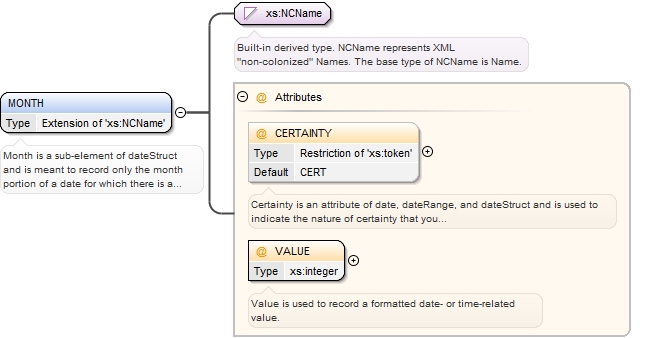 xs:NCName
Built-in derived type. NCName represents XML
"non-colonized" Names. The base type of NCName is Name.
MONTH
Type Extension of 'xs:NCName'
Month is a sub-element of dateStruct
and is meant to record only the month
portion of a date for which there is a...
@ Attributes
@ CERTAINTY
Type Restriction of 'xs:token'
Default CERT
Certainty is an attribute of date, dateRange, and dateStruct and is used to
indicate the nature of certainty that you...
@ VALUE
Type xs:integer
Value is used to record a formatted date- or time-related
value.